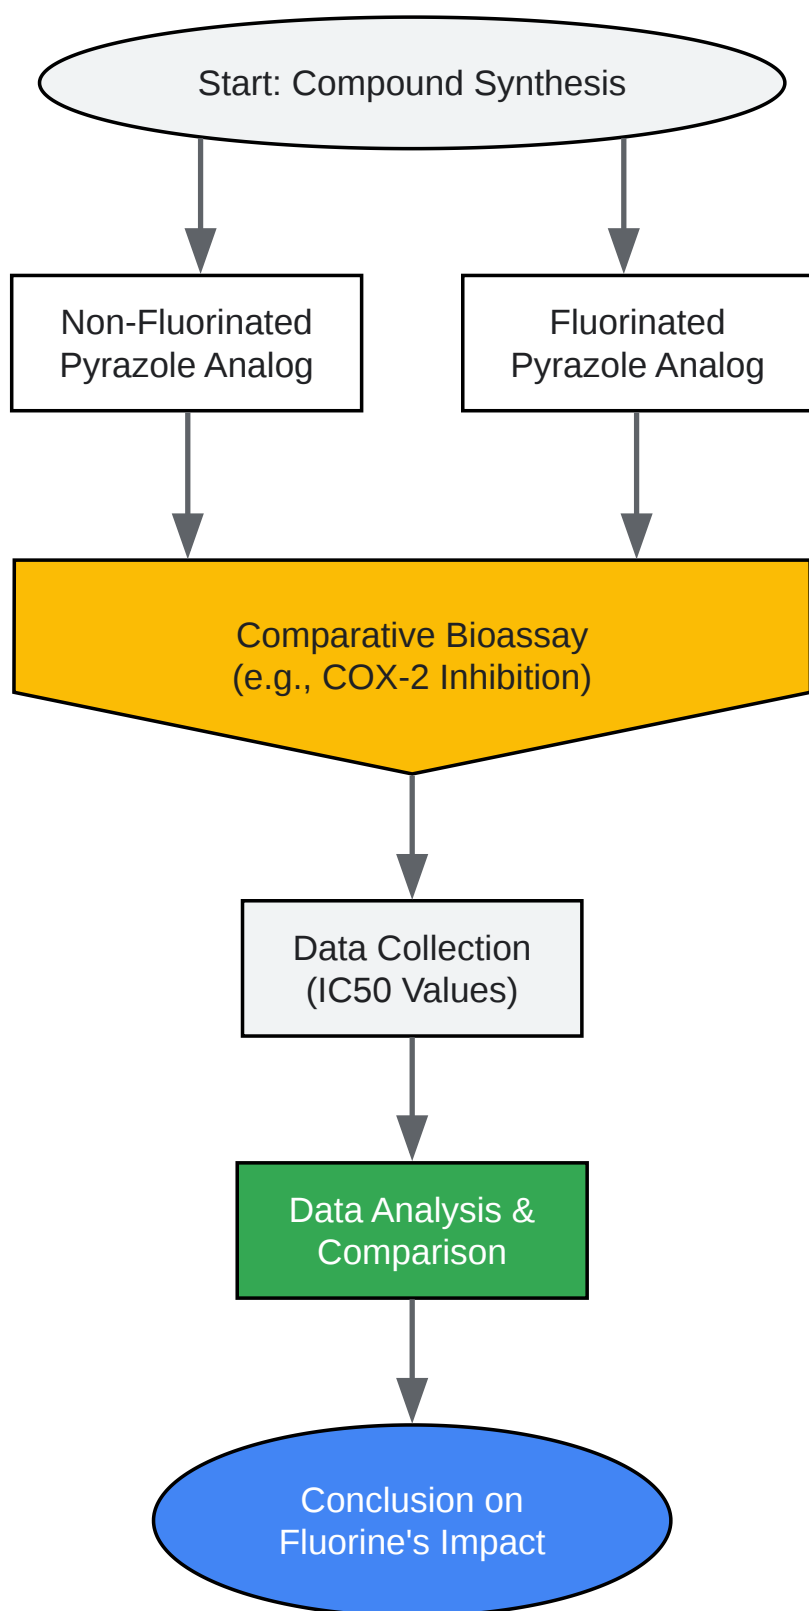 Start: Compound Synthesis
Non-Fluorinated
Pyrazole Analog
Fluorinated
Pyrazole Analog
Comparative Bioassay
(e.g., COX-2 Inhibition)
Data Collection
(IC50 Values)
Data Analysis &
Comparison
Conclusion on
Fluorine's Impact